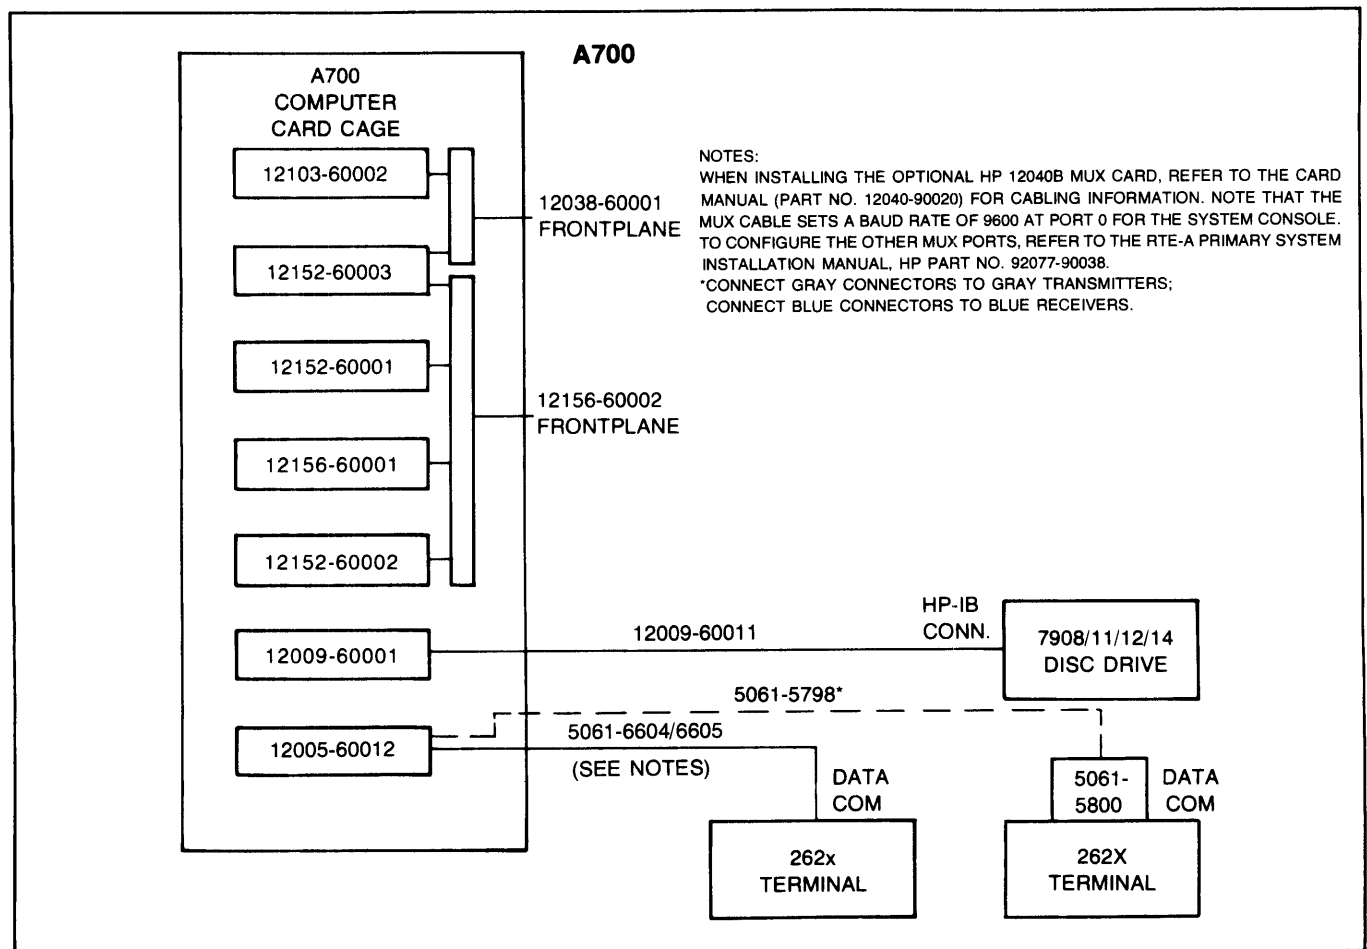 A700
A700
COMPUTER
CARD CAGE
12103-60002
12038-60001
FRONTPLANE
12152-60003
12152-60001
12156-60002
FRONTPLANE
12156-60001
12152-60002
NOTES:
WHEN INSTALLING THE OPTIONAL HP 12040B MUX CARD, REFER TO THE CARD
MANUAL (PART NO. 12040-90020) FOR CABLING INFORMATION. NOTE THAT THE
MUX CABLE SETS A BAUD RATE OF 9600 AT PORT 0 FOR THE SYSTEM CONSOLE.
TO CONFIGURE THE OTHER MUX PORTS, REFER TO THE RTE-A PRIMARY SYSTEM
INSTALLATION MANUAL, HP PART NO. 92077-90038.
*CONNECT GRAY CONNECTORS TO GRAY TRANSMITTERS;
CONNECT BLUE CONNECTORS TO BLUE RECEIVERS.
12009-60001
12009-60011
HP-IB
CONN.
7908/11/12/14
DISC DRIVE
12005-60012
5061-5798*
5061-6604/6605
(SEE NOTES)
DATA
COM
262x
TERMINAL
5061-
5800
DATA
COM
262X
TERMINAL